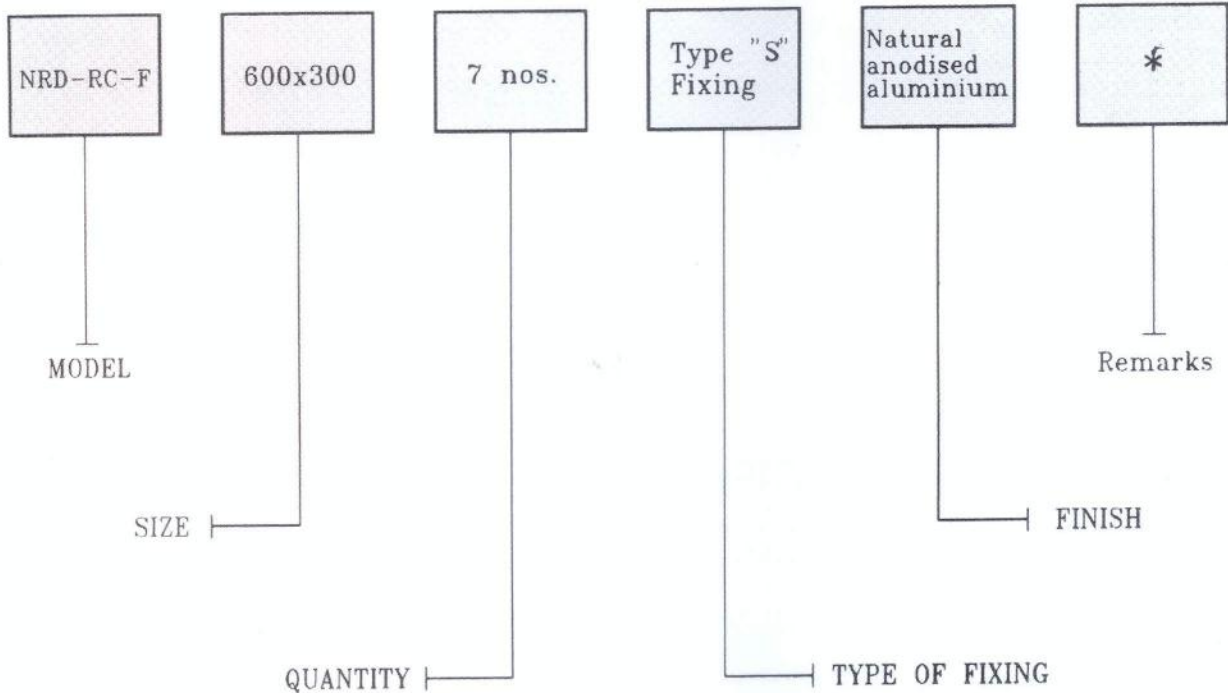 NRD-RC-F
600x300
7 nos.
Type "S"
Fixing
Natural
anodised
aluminium
*
MODEL
Remarks
SIZE
FINISH
QUANTITY
TYPE OF FIXING